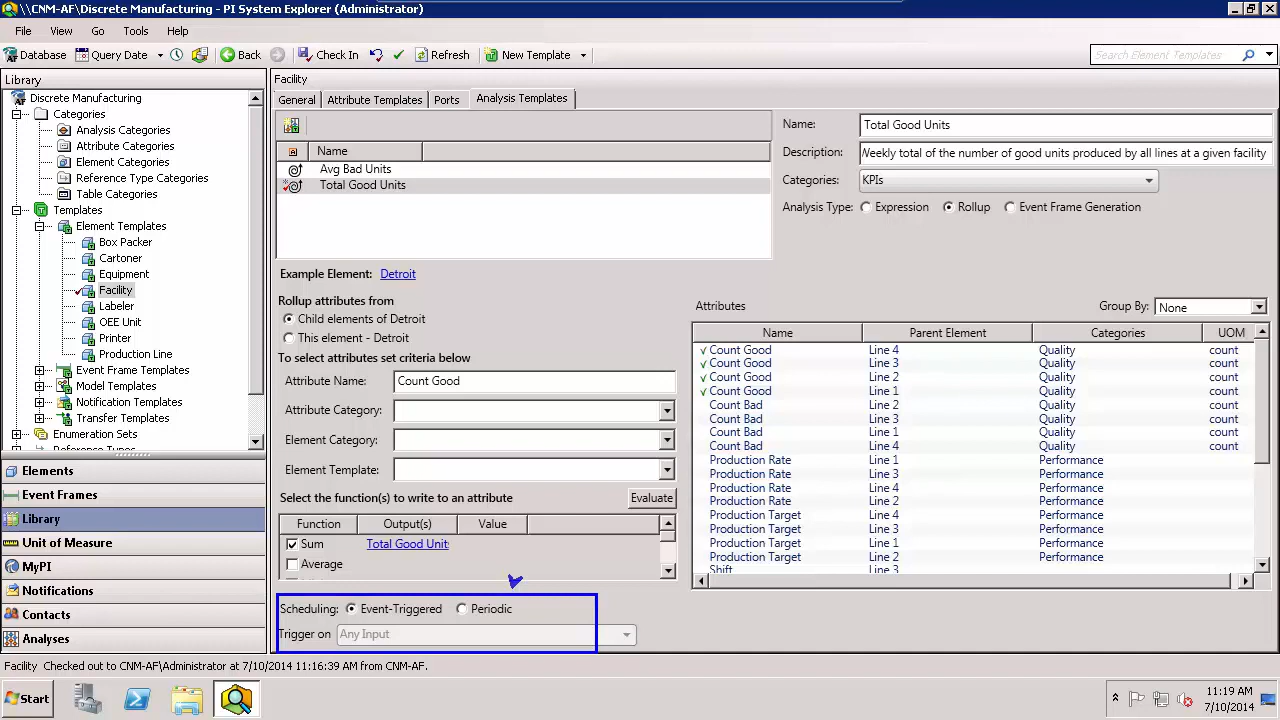 \\CNM-AF\Discrete Manufacturing - PI System Explorer (Administrator)
File View Go Tools Help
Database Query Date Back Check In Refresh New Template Search Element Templates
Library
Discrete Manufacturing
Categories
Analysis Categories
Attribute Categories
Element Categories
Reference Type Categories
Table Categories
Templates
Element Templates
Box Packer
Cartoner
Equipment
Facility
Labeler
OEE Unit
Printer
Production Line
Event Frame Templates
Model Templates
Notification Templates
Transfer Templates
Enumeration Sets
Reference Types
Elements
Event Frames
Library
Unit of Measure
MyPI
Notifications
Contacts
Analyses
Facility
General Attribute Templates Ports Analysis Templates
Name
Avg Bad Units
Total Good Units
Name: Total Good Units
Description: Weekly total of the number of good units produced by all lines at a given facility
Categories: KPIs
Analysis Type: Expression Rollup Event Frame Generation
Example Element: Detroit
Rollup attributes from
Child elements of Detroit
This element - Detroit
To select attributes set criteria below
Attribute Name: Count Good
Attribute Category:
Element Category:
Element Template:
Select the function(s) to write to an attribute Evaluate
Function Output(s) Value
Sum Total Good Unit
Average
Scheduling: Event-Triggered Periodic
Trigger on Any Input
Attributes Group By: None
Name Parent Element Categories UOM
Count Good Line 4 Quality count
Count Good Line 3 Quality count
Count Good Line 2 Quality count
Count Good Line 1 Quality count
Count Bad Line 2 Quality count
Count Bad Line 3 Quality count
Count Bad Line 1 Quality count
Count Bad Line 4 Quality count
Production Rate Line 1 Performance
Production Rate Line 3 Performance
Production Rate Line 4 Performance
Production Rate Line 2 Performance
Production Target Line 4 Performance
Production Target Line 3 Performance
Production Target Line 1 Performance
Production Target Line 2 Performance
Shift Line 3
Facility Checked out to CNM-AF\Administrator at 7/10/2014 11:16:39 AM from CNM-AF.
Start
11:19 AM
7/10/2014